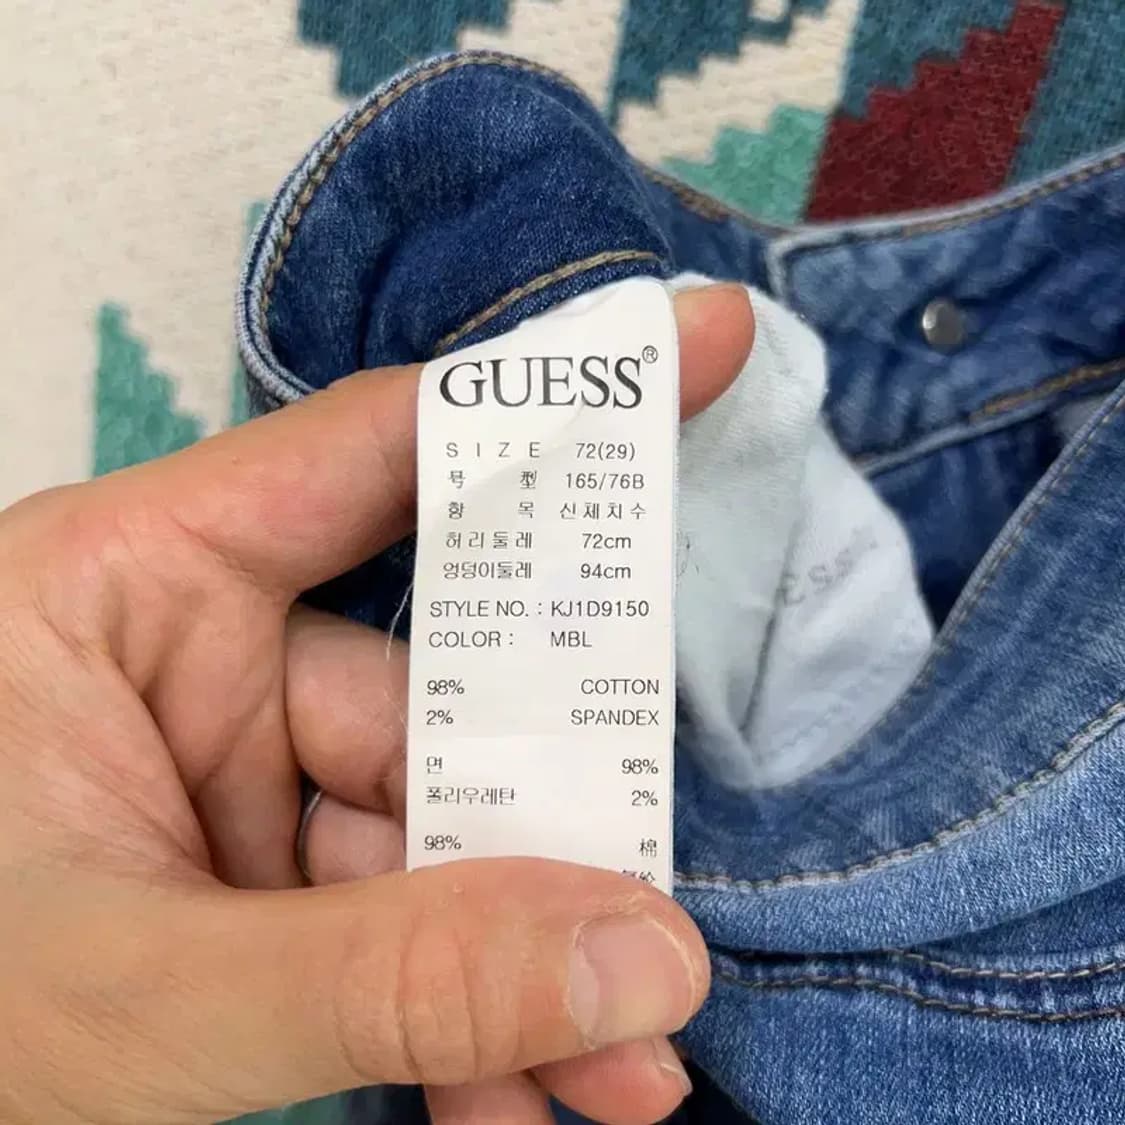 GUESS®
SIZE 72(29)
号型 165/76B
항목 신체치수
허리둘레 72cm
엉덩이둘레 94cm
STYLE NO. : KJ1D9150
COLOR : MBL
98% COTTON
2% SPANDEX
면 98%
폴리우레탄 2%
98% 棉